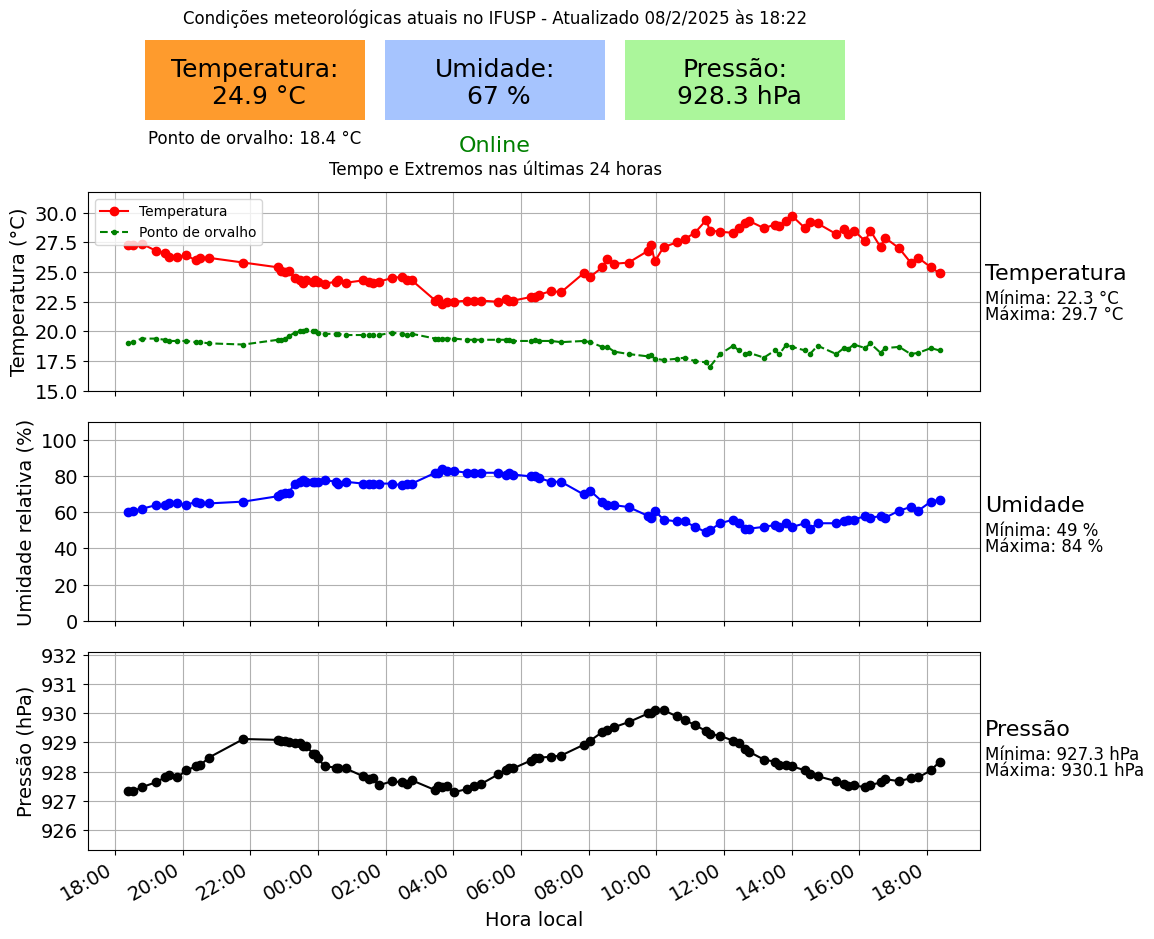 Condições meteorológicas atuais no IFUSP - Atualizado 08/2/2025 às 18:22
Temperatura:
24.9 °C
Umidade:
67 %
Pressão:
928.3 hPa
Ponto de orvalho: 18.4 °C
Online
Tempo e Extremos nas últimas 24 horas
Temperatura (°C)
30.0
27.5
25.0
22.5
20.0
17.5
15.0
Temperatura
Ponto de orvalho
Temperatura
Mínima: 22.3 °C
Máxima: 29.7 °C
Umidade relativa (%)
100
80
60
40
20
0
Umidade
Mínima: 49 %
Máxima: 84 %
Pressão (hPa)
932
931
930
929
928
927
926
Pressão
Mínima: 927.3 hPa
Máxima: 930.1 hPa
18:00 20:00 22:00 00:00 02:00 04:00 06:00 08:00 10:00 12:00 14:00 16:00 18:00
Hora local